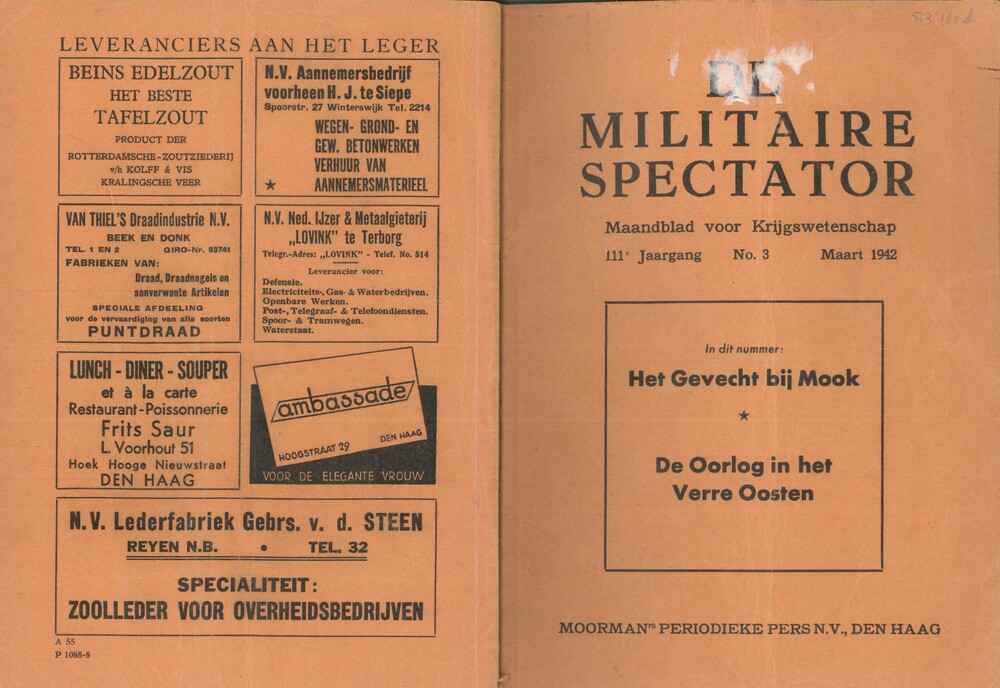 LEVERANCIERS AAN HET LEGER
BEINS EDELZOUT
HET BESTE
TAFELZOUT
PRODUCT DER
ROTTERDAMSCHE-ZOUTZIEDERIJ
v/h KOLFF & VIS
KRALINGSCHE VEER
N.V. Aannemersbedrijf
voorheen H. J. te Siepe
Spoorstr. 27 Winterswijk Tel. 2214
WEGEN- GROND- EN
GEW. BETONWERKEN
VERHUUR VAN
★ AANNEMERSMATERIEEL
VAN THIEL'S Draadindustrie N.V.
BEEK EN DONK
TEL. 1 EN 2 GIRO-Nr. 53741
FABRIEKEN VAN:
Draad, Draadnagels en
aanverwante Artikelen
SPECIALE AFDEELING
voor de vervaardiging van alle soorten
PUNTDRAAD
N.V. Ned. IJzer & Metaalgieterij
„LOVINK" te Terborg
Telegr.-Adres: „LOVINK" - Telef. No. 514
Leverancier voor:
Defensie.
Electriciteits-, Gas- & Waterbedrijven.
Openbare Werken.
Post-, Telegraaf- & Telefoondiensten.
Spoor- & Tramwegen.
Waterstaat.
LUNCH - DINER - SOUPER
et à la carte
Restaurant-Poissonnerie
Frits Saur
L. Voorhout 51
Hoek Hooge Nieuwstraat
DEN HAAG
ambassade
HOOGSTRAAT 29 DEN HAAG
VOOR DE ELEGANTE VROUW
N.V. Lederfabriek Gebrs. v. d. STEEN
REYEN N.B. • TEL. 32
SPECIALITEIT:
ZOOLLEDER VOOR OVERHEIDSBEDRIJVEN
A 55
P 1088-8
DE
MILITAIRE
SPECTATOR
Maandblad voor Krijgswetenschap
111e Jaargang No. 3 Maart 1942
In dit nummer:
Het Gevecht bij Mook
★
De Oorlog in het
Verre Oosten
MOORMAN'S PERIODIEKE PERS N.V., DEN HAAG